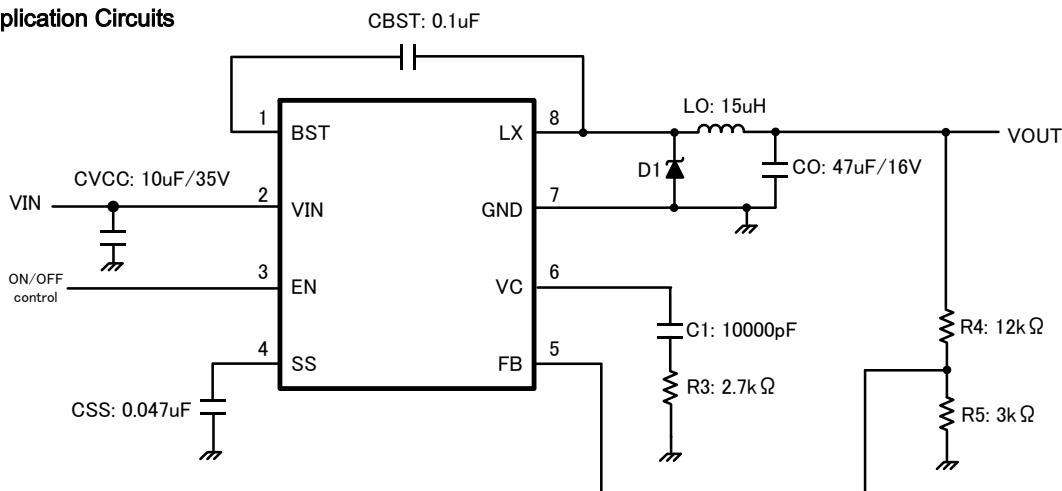 plication Circuits
CBST: 0.1uF
1
BST
LX
8
LO: 15uH
VOUT
CVCC: 10uF/35V
D1
CO: 47uF/16V
VIN
2
VIN
GND
7
ON/OFF
control
3
EN
VC
6
C1: 10000pF
R4: 12kΩ
4
SS
FB
5
R3: 2.7kΩ
CSS: 0.047uF
R5: 3kΩ